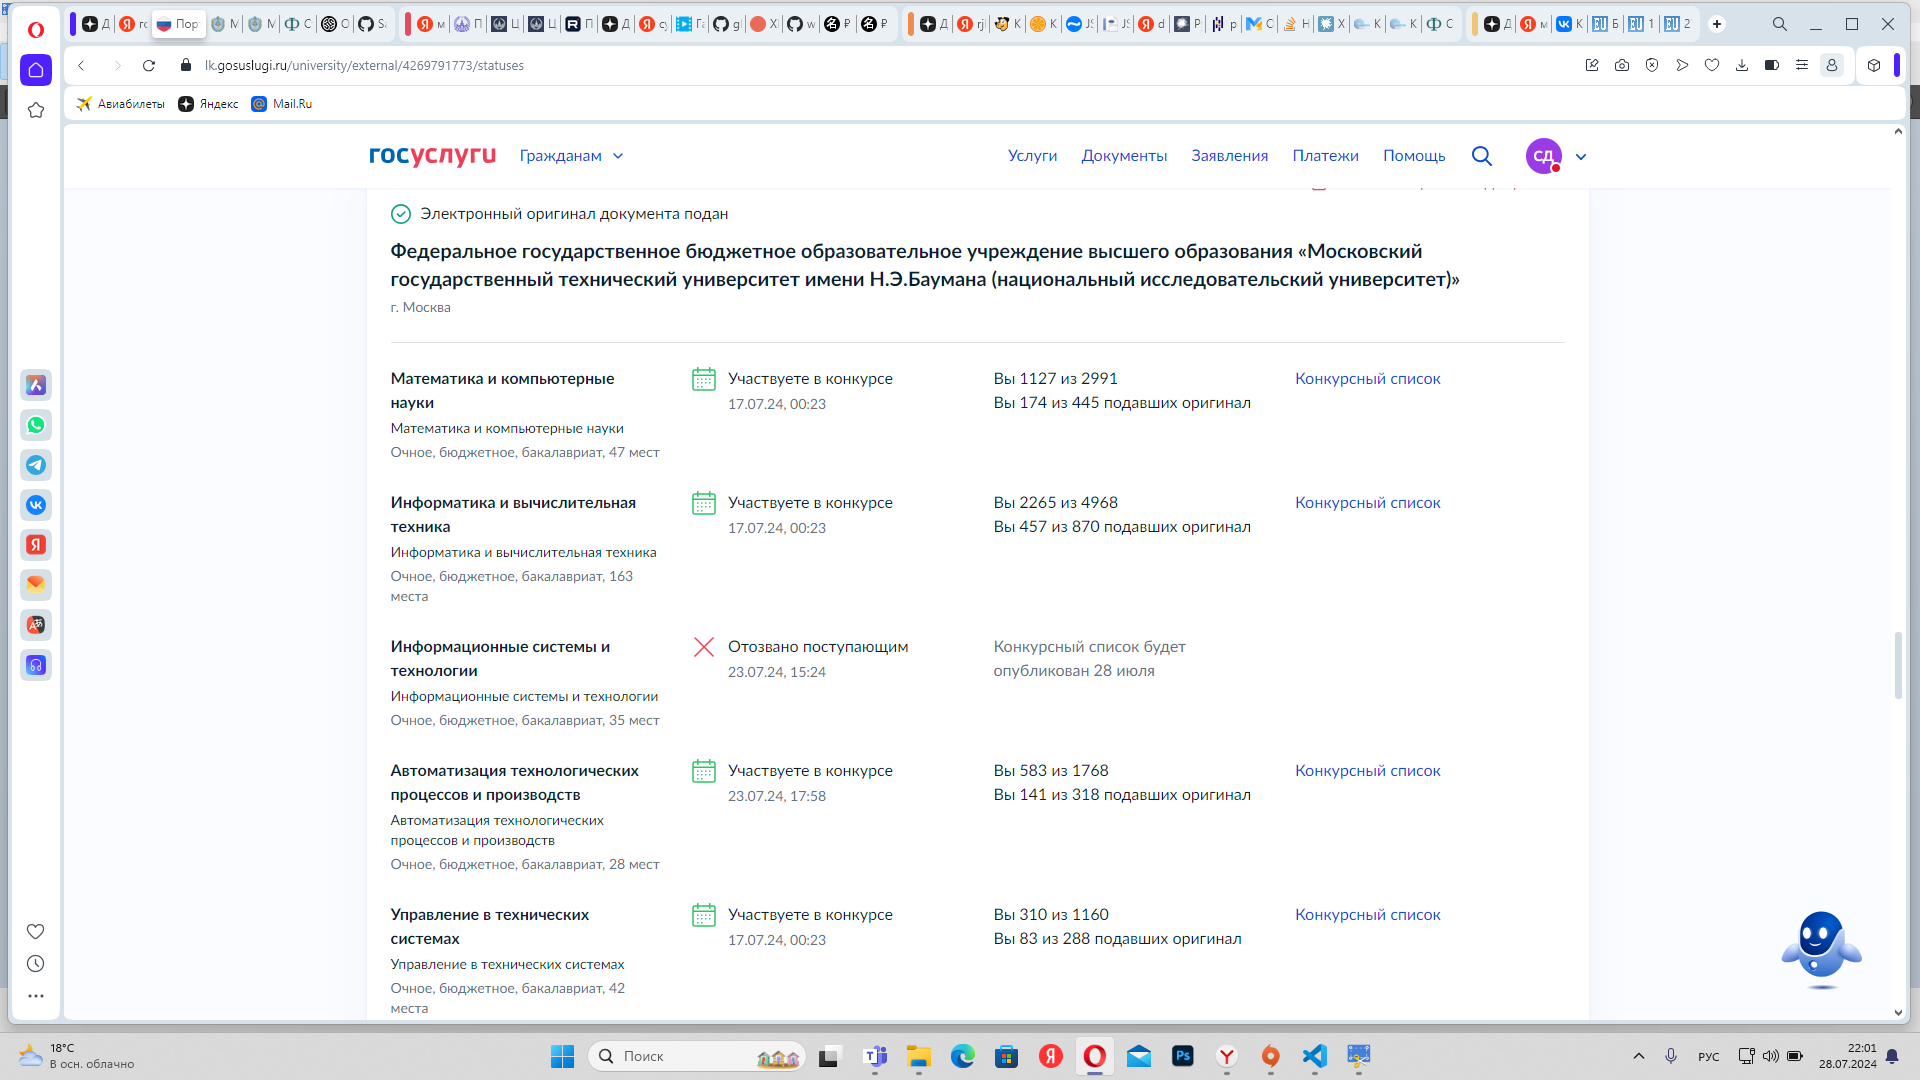 lk.gosuslugi.ru/university/external/4269791773/statuses
Авиабилеты Яндекс Mail.Ru
госуслуги Гражданам Услуги Документы Заявления Платежи Помощь СД
Электронный оригинал документа подан
Федеральное государственное бюджетное образовательное учреждение высшего образования «Московский
государственный технический университет имени Н.Э.Баумана (национальный исследовательский университет)»
г. Москва
Математика и компьютерные
науки
Математика и компьютерные науки
Очное, бюджетное, бакалавриат, 47 мест
Участвуете в конкурсе
17.07.24, 00:23
Вы 1127 из 2991
Вы 174 из 445 подавших оригинал
Конкурсный список
Информатика и вычислительная
техника
Информатика и вычислительная техника
Очное, бюджетное, бакалавриат, 163
места
Участвуете в конкурсе
17.07.24, 00:23
Вы 2265 из 4968
Вы 457 из 870 подавших оригинал
Конкурсный список
Информационные системы и
технологии
Информационные системы и технологии
Очное, бюджетное, бакалавриат, 35 мест
Отозвано поступающим
23.07.24, 15:24
Конкурсный список будет
опубликован 28 июля
Автоматизация технологических
процессов и производств
Автоматизация технологических
процессов и производств
Очное, бюджетное, бакалавриат, 28 мест
Участвуете в конкурсе
23.07.24, 17:58
Вы 583 из 1768
Вы 141 из 318 подавших оригинал
Конкурсный список
Управление в технических
системах
Управление в технических системах
Очное, бюджетное, бакалавриат, 42
места
Участвуете в конкурсе
17.07.24, 00:23
Вы 310 из 1160
Вы 83 из 288 подавших оригинал
Конкурсный список
18°C
В осн. облачно
Поиск
РУС
22:01
28.07.2024